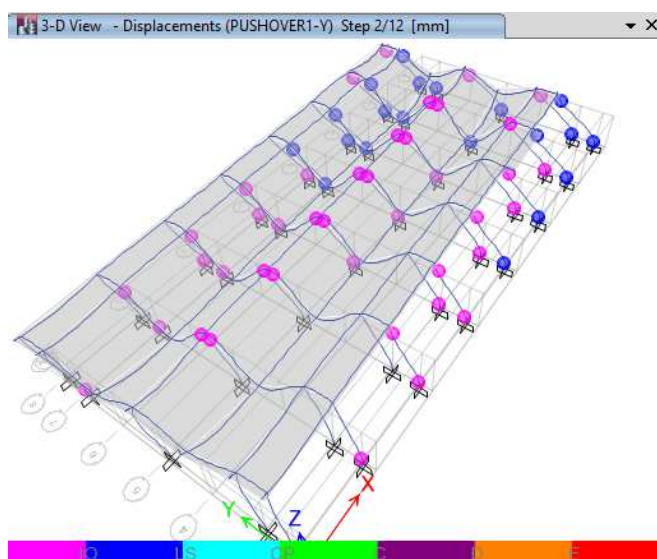 3-D View - Displacements (PUSHOVER1-Y) Step 2/12 [mm]
X
Y
Z
IO LS CP C D E